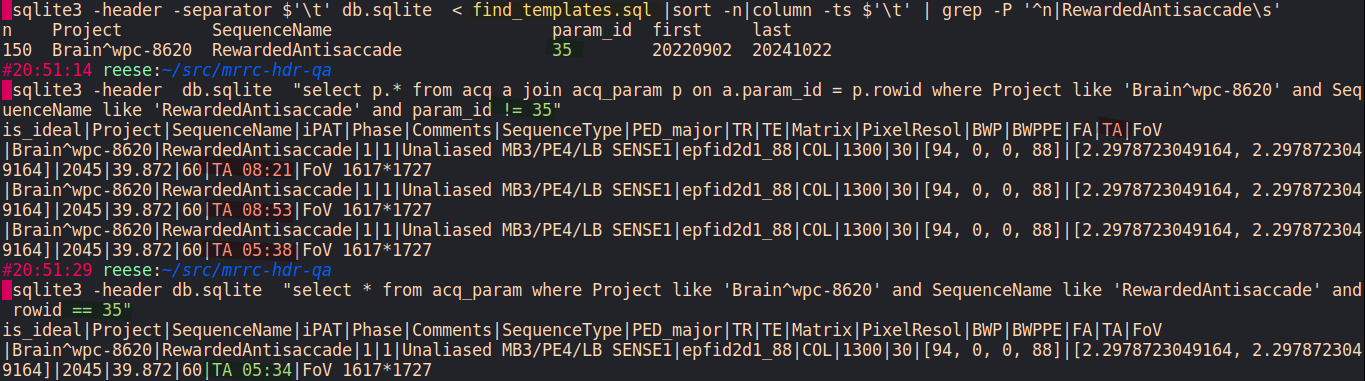 sqlite3 -header -separator $'\t' db.sqlite  < find_templates.sql |sort -n|column -ts $'\t' | grep -P '^n|RewardedAntisaccade\s'
n    Project         SequenceName                      param_id  first     last
150  Brain^wpc-8620  RewardedAntisaccade               35        20220902  20241022
#20:51:14 reese:~/src/mrrc-hdr-qa
sqlite3 -header  db.sqlite  "select p.* from acq a join acq_param p on a.param_id = p.rowid where Project like 'Brain^wpc-8620' and Seq
uenceName like 'RewardedAntisaccade' and param_id != 35"
is_ideal|Project|SequenceName|iPAT|Phase|Comments|SequenceType|PED_major|TR|TE|Matrix|PixelResol|BWP|BWPPE|FA|TA|FoV
|Brain^wpc-8620|RewardedAntisaccade|1|1|Unaliased MB3/PE4/LB SENSE1|epfid2d1_88|COL|1300|30|[94, 0, 0, 88]|[2.2978723049164, 2.297872304
9164]|2045|39.872|60|TA 08:21|FoV 1617*1727
|Brain^wpc-8620|RewardedAntisaccade|1|1|Unaliased MB3/PE4/LB SENSE1|epfid2d1_88|COL|1300|30|[94, 0, 0, 88]|[2.2978723049164, 2.297872304
9164]|2045|39.872|60|TA 08:53|FoV 1617*1727
|Brain^wpc-8620|RewardedAntisaccade|1|1|Unaliased MB3/PE4/LB SENSE1|epfid2d1_88|COL|1300|30|[94, 0, 0, 88]|[2.2978723049164, 2.297872304
9164]|2045|39.872|60|TA 05:38|FoV 1617*1727
#20:51:29 reese:~/src/mrrc-hdr-qa
sqlite3 -header db.sqlite  "select * from acq_param where Project like 'Brain^wpc-8620' and SequenceName like 'RewardedAntisaccade' and
 rowid == 35"
is_ideal|Project|SequenceName|iPAT|Phase|Comments|SequenceType|PED_major|TR|TE|Matrix|PixelResol|BWP|BWPPE|FA|TA|FoV
|Brain^wpc-8620|RewardedAntisaccade|1|1|Unaliased MB3/PE4/LB SENSE1|epfid2d1_88|COL|1300|30|[94, 0, 0, 88]|[2.2978723049164, 2.297872304
9164]|2045|39.872|60|TA 05:34|FoV 1617*1727